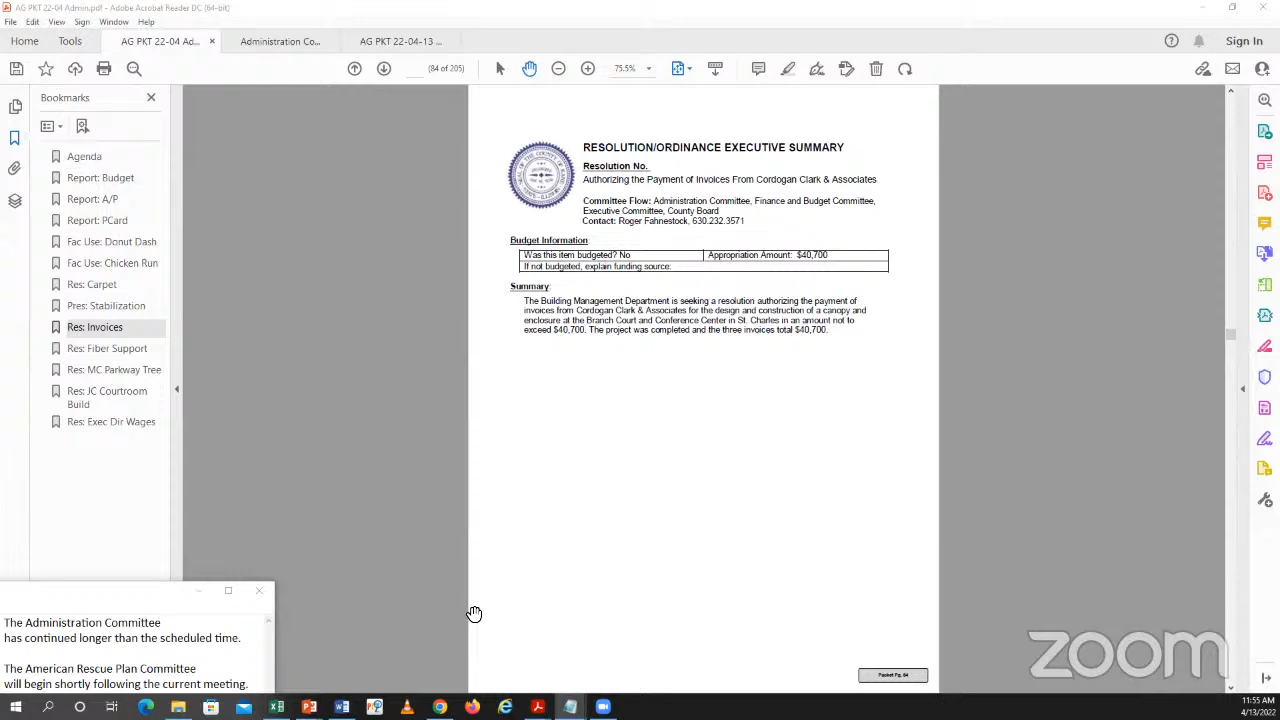 AG PKT 22-04 Admin.pdf - Adobe Acrobat Reader DC (64-bit)
File Edit View Sign Window Help
Home Tools AG PKT 22-04 Ad... × Administration Co... AG PKT 22-04-13 ... Sign In
(84 of 205) 75.5%
Bookmarks
Agenda
Report: Budget
Report: A/P
Report: PCard
Fac Use: Donut Dash
Fac Use: Chicken Run
Res: Carpet
Pres: Stabilization
Res: Invoices
Res: Fiber Support
Res: MC Parkway Tree
Res: JC Courtroom
Build
Res: Exec Dir Wages
RESOLUTION/ORDINANCE EXECUTIVE SUMMARY
Resolution No.
Authorizing the Payment of Invoices From Cordogan Clark & Associates
Committee Flow: Administration Committee, Finance and Budget Committee,
Executive Committee, County Board
Contact: Roger Fahnestock, 630.232.3571
Budget Information:
Was this item budgeted? No Appropriation Amount: $40,700
If not budgeted, explain funding source:
Summary:
The Building Management Department is seeking a resolution authorizing the payment of
invoices from Cordogan Clark & Associates for the design and construction of a canopy and
enclosure at the Branch Court and Conference Center in St. Charles in an amount not to
exceed $40,700. The project was completed and the three invoices total $40,700.
Packet Pg. 84
The Administration Committee
has continued longer than the scheduled time.
The American Rescue Plan Committee
will begin shortly following the current meeting.
zoom
11:55 AM
4/13/2022